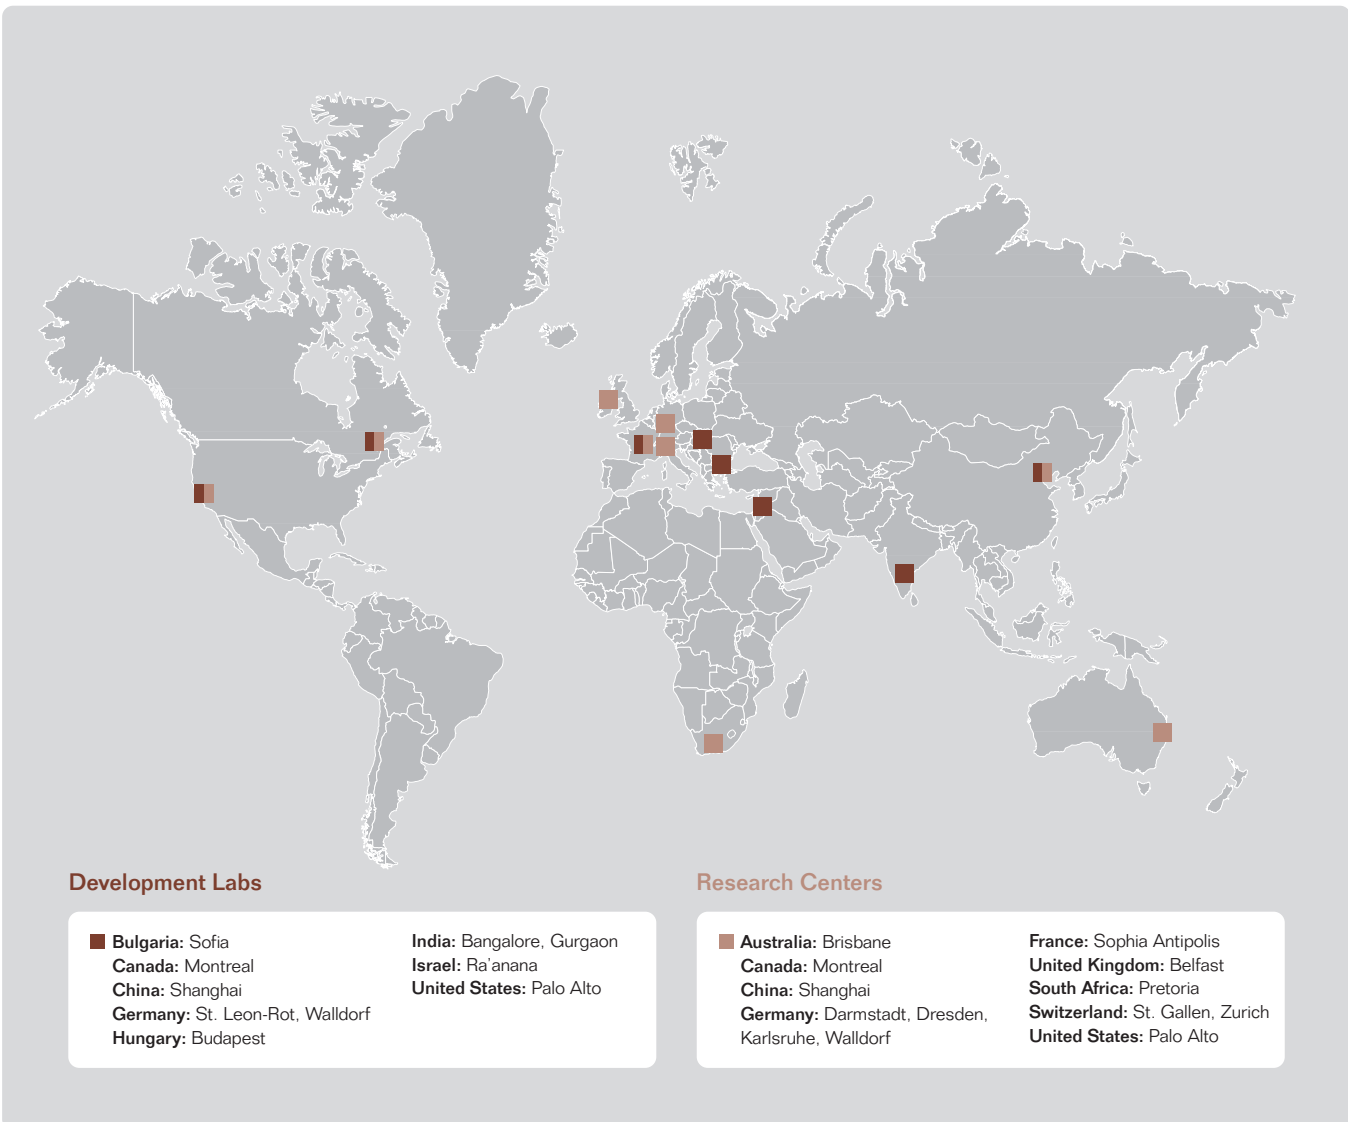 Development Labs
Bulgaria: Sofia
Canada: Montreal
China: Shanghai
Germany: St. Leon-Rot, Walldorf
Hungary: Budapest
India: Bangalore, Gurgaon
Israel: Ra'anana
United States: Palo Alto
Research Centers
Australia: Brisbane
Canada: Montreal
China: Shanghai
Germany: Darmstadt, Dresden,
Karlsruhe, Walldorf
France: Sophia Antipolis
United Kingdom: Belfast
South Africa: Pretoria
Switzerland: St. Gallen, Zurich
United States: Palo Alto